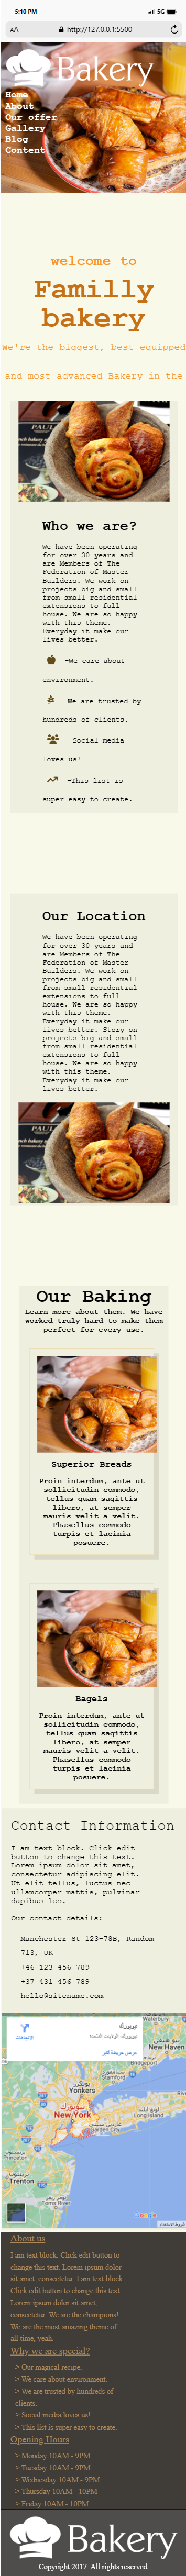 5:10 PM
5G
AA
http://127.0.0.1:5500
Bakery
Home
About
Our offer
Gallery
Blog
Content
welcome to
Familly
bakery
We're the biggest, best equipped
and most advanced Bakery in the
PAUL
Who we are?
We have been operating
for over 30 years and
are Members of The
Federation of Master
Builders. We work on
projects big and small
from small residential
extensions to full
house. We are so happy
with this theme.
Everyday it make our
lives better.
-We care about
environment.
-We are trusted by
hundreds of clients.
-Social media
loves us!
-This list is
super easy to create.
Our Location
We have been operating
for over 30 years and
are Members of The
Federation of Master
Builders. We work on
projects big and small
from small residential
extensions to full
house. We are so happy
with this theme.
Everyday it make our
lives better. Story on
projects big and small
from small residential
extensions to full
house. We are so happy
with this theme.
Everyday it make our
lives better.
PAUL
Our Baking
Learn more about them. We have
worked truly hard to make them
perfect for every use.
Superior Breads
Proin interdum, ante ut
sollicitudin commodo,
tellus quam sagittis
libero, at semper
mauris velit a velit.
Phasellus commodo
turpis et lacinia
posuere.
Bagels
Proin interdum, ante ut
sollicitudin commodo,
tellus quam sagittis
libero, at semper
mauris velit a velit.
Phasellus commodo
turpis et lacinia
posuere.
Contact Information
I am text block. Click edit
button to change this text.
Lorem ipsum dolor sit amet,
consectetur adipiscing elit.
Ut elit tellus, luctus nec
ullamcorper mattis, pulvinar
dapibus leo.
Our contact details:
Manchester St 123-78B, Random
713, UK
+46 123 456 789
+37 431 456 789
hello@sitename.com
Waterbury
نيويورك
نيويورك، الولايات المتحدة
الاتجاهات
عرض خريطة أكبر
New Haven
يونكرز
Yonkers
نيويورك
New York
Long Island
ترينتون
Trenton
Toms River
Google
شروط الاستخدام
About us
I am text block. Click edit button to
change this text. Lorem ipsum dolor
sit amet, consectetur. I am text block.
Click edit button to change this text.
Lorem ipsum dolor sit amet,
consectetur. We are the champions!
We are the most amazing theme of
all time, yeah.
Why we are special?
> Our magical recipe.
> We care about environment.
> We are trusted by hundreds of
clients.
> Social media loves us!
> This list is super easy to create.
Opening Hours
> Monday 10AM - 9PM
> Tuesday 10AM - 9PM
> Wednesday 10AM - 9PM
> Thursday 10AM - 10PM
> Friday 10AM - 10PM
Bakery
Copyright 2017. All rights reserved.